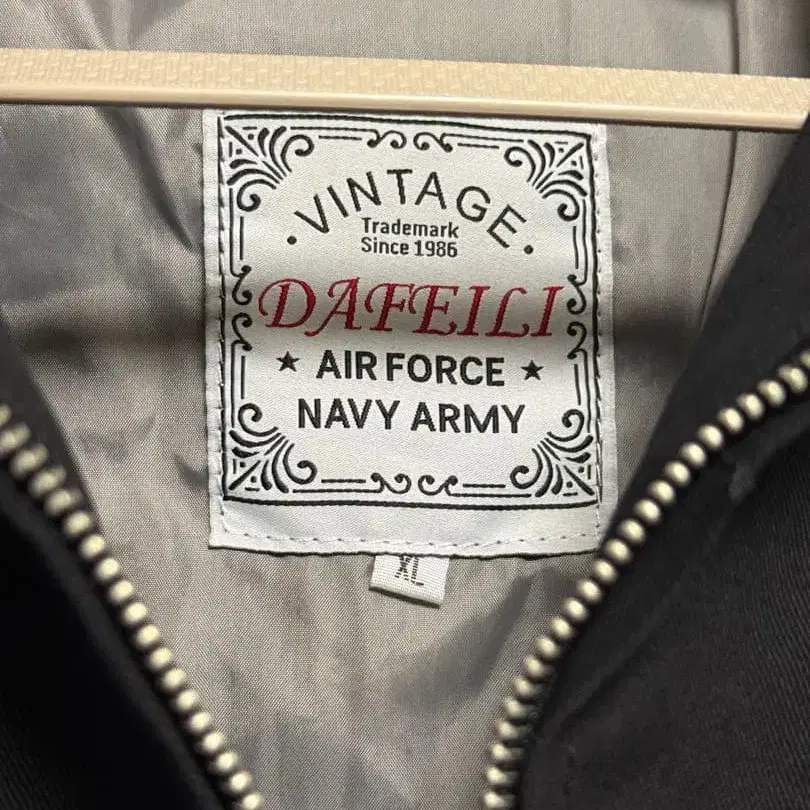 VINTAGE
Trademark
Since 1986
DAFEILI
★ AIR FORCE ★
NAVY ARMY
XL